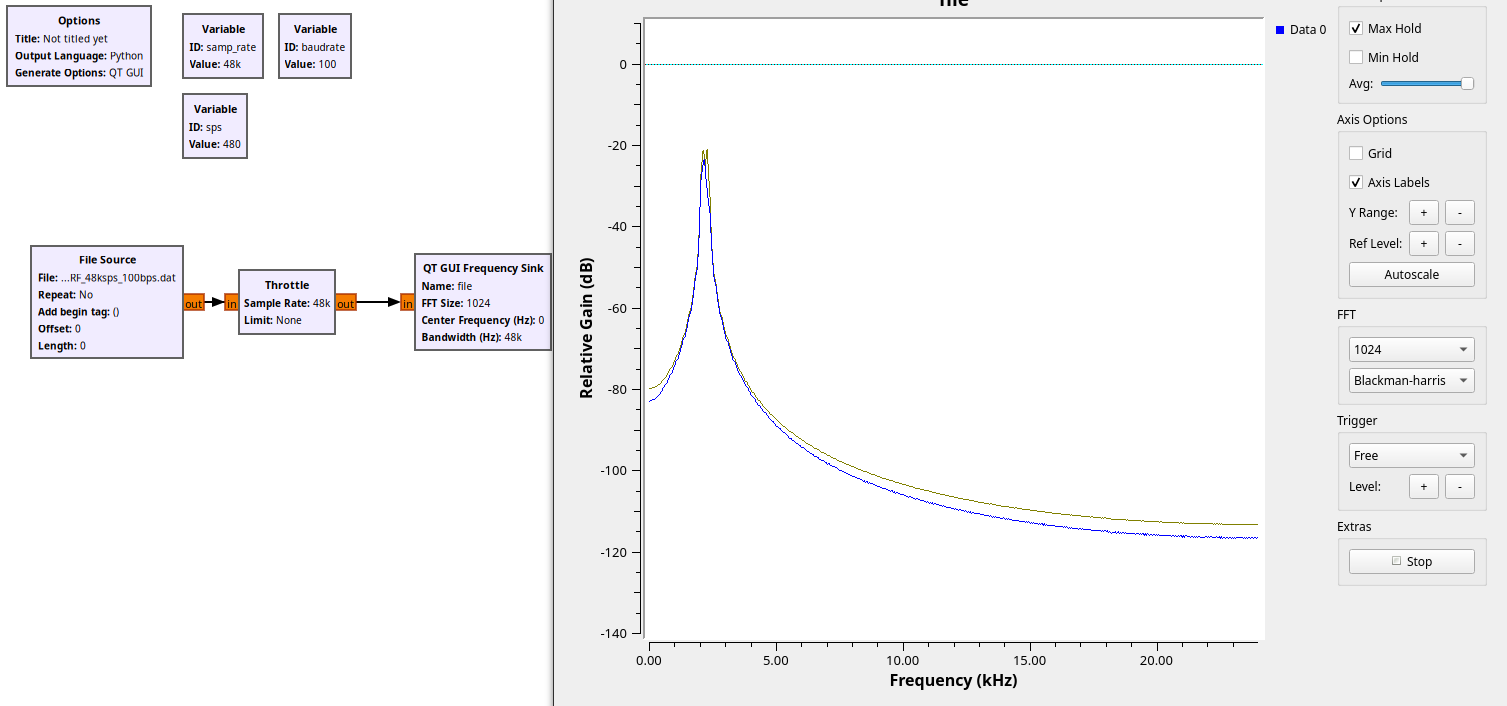 Options
Title: Not titled yet
Output Language: Python
Generate Options: QT GUI
Variable
ID: samp_rate
Value: 48k
Variable
ID: baudrate
Value: 100
Variable
ID: sps
Value: 480
File Source
File: ...RF_48ksps_100bps.dat
Repeat: No
Add begin tag: ()
Offset: 0
Length: 0
out
in
Throttle
Sample Rate: 48k
Limit: None
out
in
QT GUI Frequency Sink
Name: file
FFT Size: 1024
Center Frequency (Hz): 0
Bandwidth (Hz): 48k
file
Data 0
Relative Gain (dB)
0
-20
-40
-60
-80
-100
-120
-140
0.00
5.00
10.00
15.00
20.00
Frequency (kHz)
Max Hold
Min Hold
Avg:
Axis Options
Grid
Axis Labels
Y Range:
+
-
Ref Level:
+
-
Autoscale
FFT
1024
Blackman-harris
Trigger
Free
Level:
+
-
Extras
Stop